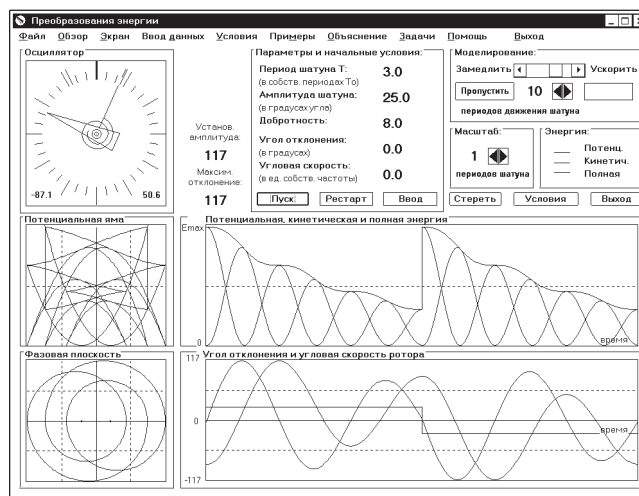 Преобразования энергии
Файл Обзор Экран Ввод данных Условия Примеры Объяснение Задачи Помощь Выход
Осциллятор
-87.1 50.6
Установ. амплитуда:
117
Максим. отклонение:
117
Параметры и начальные условия:
Период шатуна T: 3.0
(в собств. периодах To)
Амплитуда шатуна: 25.0
(в градусах угла)
Добротность: 8.0
Угол отклонения: 0.0
(в градусах)
Угловая скорость: 0.0
(в ед. собств. частоты)
Пуск Рестарт Ввод
Моделирование:
Замедлить Ускорить
Пропустить 10
периодов движения шатуна
Масштаб:
1
периодов шатуна
Энергия:
Потенц.
Кинетич.
Полная
Стереть Условия Выход
Потенциальная яма
Потенциальная, кинетическая и полная энергия
Emax
0
время
Фазовая плоскость
Угол отклонения и угловая скорость ротора
117
0
время
-117